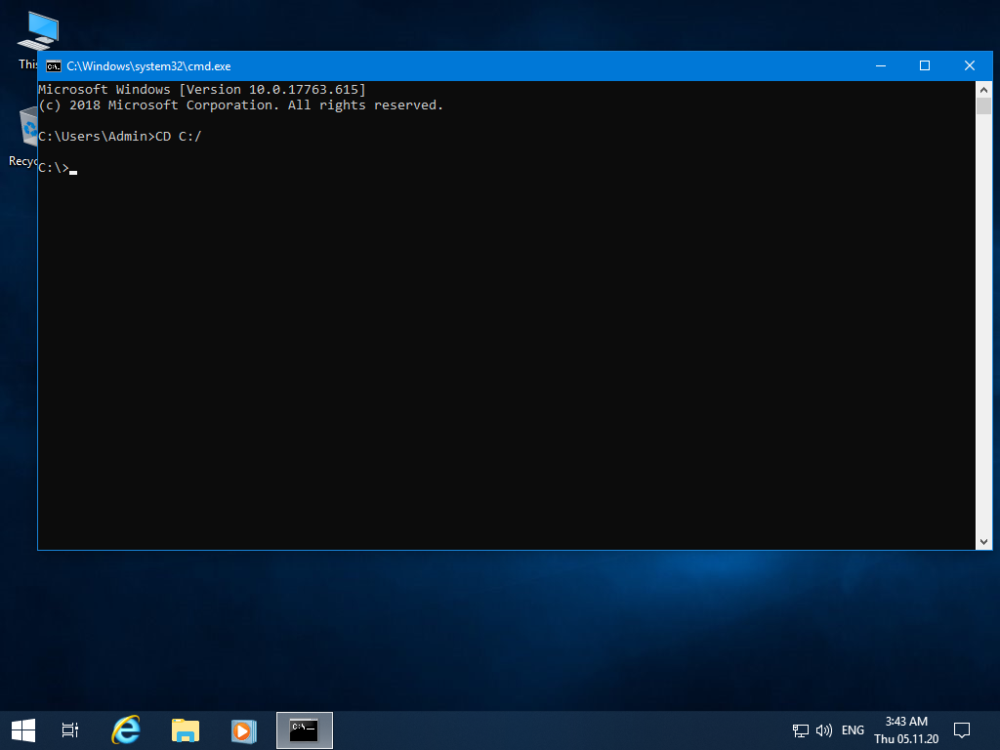 This
Recyc
C:\Windows\system32\cmd.exe
Microsoft Windows [Version 10.0.17763.615]
(c) 2018 Microsoft Corporation. All rights reserved.
C:\Users\Admin>CD C:/
C:\>
ENG
3:43 AM
Thu 05.11.20